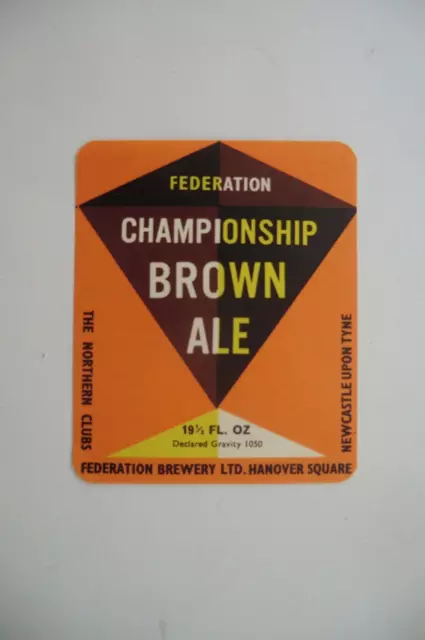 FEDERATION
CHAMPIONSHIP
BROWN
ALE
19½ FL. OZ
Declared Gravity 1050
THE NORTHERN CLUBS
FEDERATION BREWERY LTD. HANOVER SQUARE
NEWCASTLE UPON TYNE